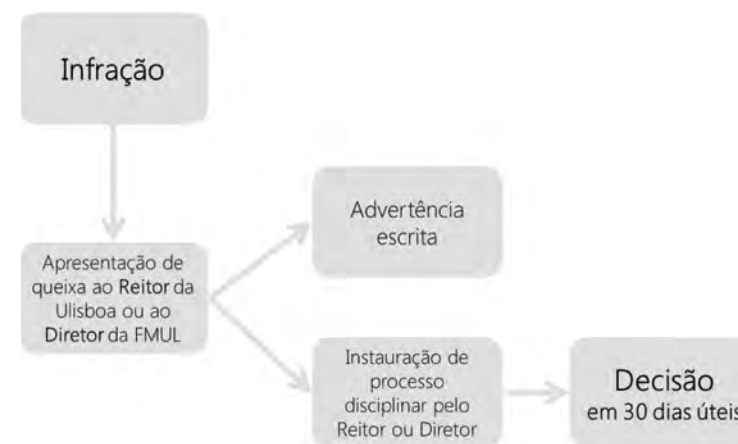 Infração
Apresentação de
queixa ao Reitor da
Ulisboa ou ao
Diretor da FMUL
Advertência
escrita
Instauração de
processo
disciplinar pelo
Reitor ou Diretor
Decisão
em 30 dias úteis